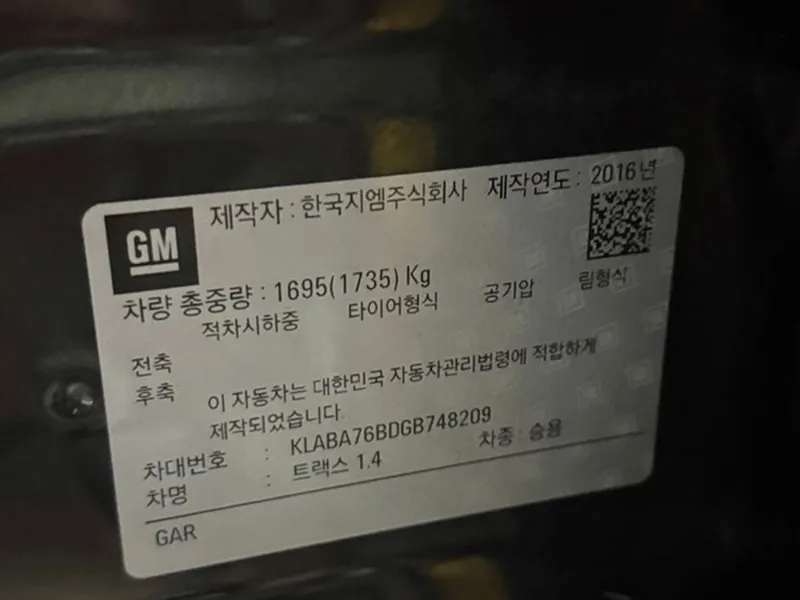 GM
제작자 : 한국지엠주식회사 제작연도 : 2016년
차량 총중량 : 1695(1735) Kg
적차시하중 타이어형식 공기압 림형식
전축
후축
이 자동차는 대한민국 자동차관리법령에 적합하게
제작되었습니다.
차대번호 : KLABA76BDGB748209
차명 : 트랙스 1.4 차종 : 승용
GAR